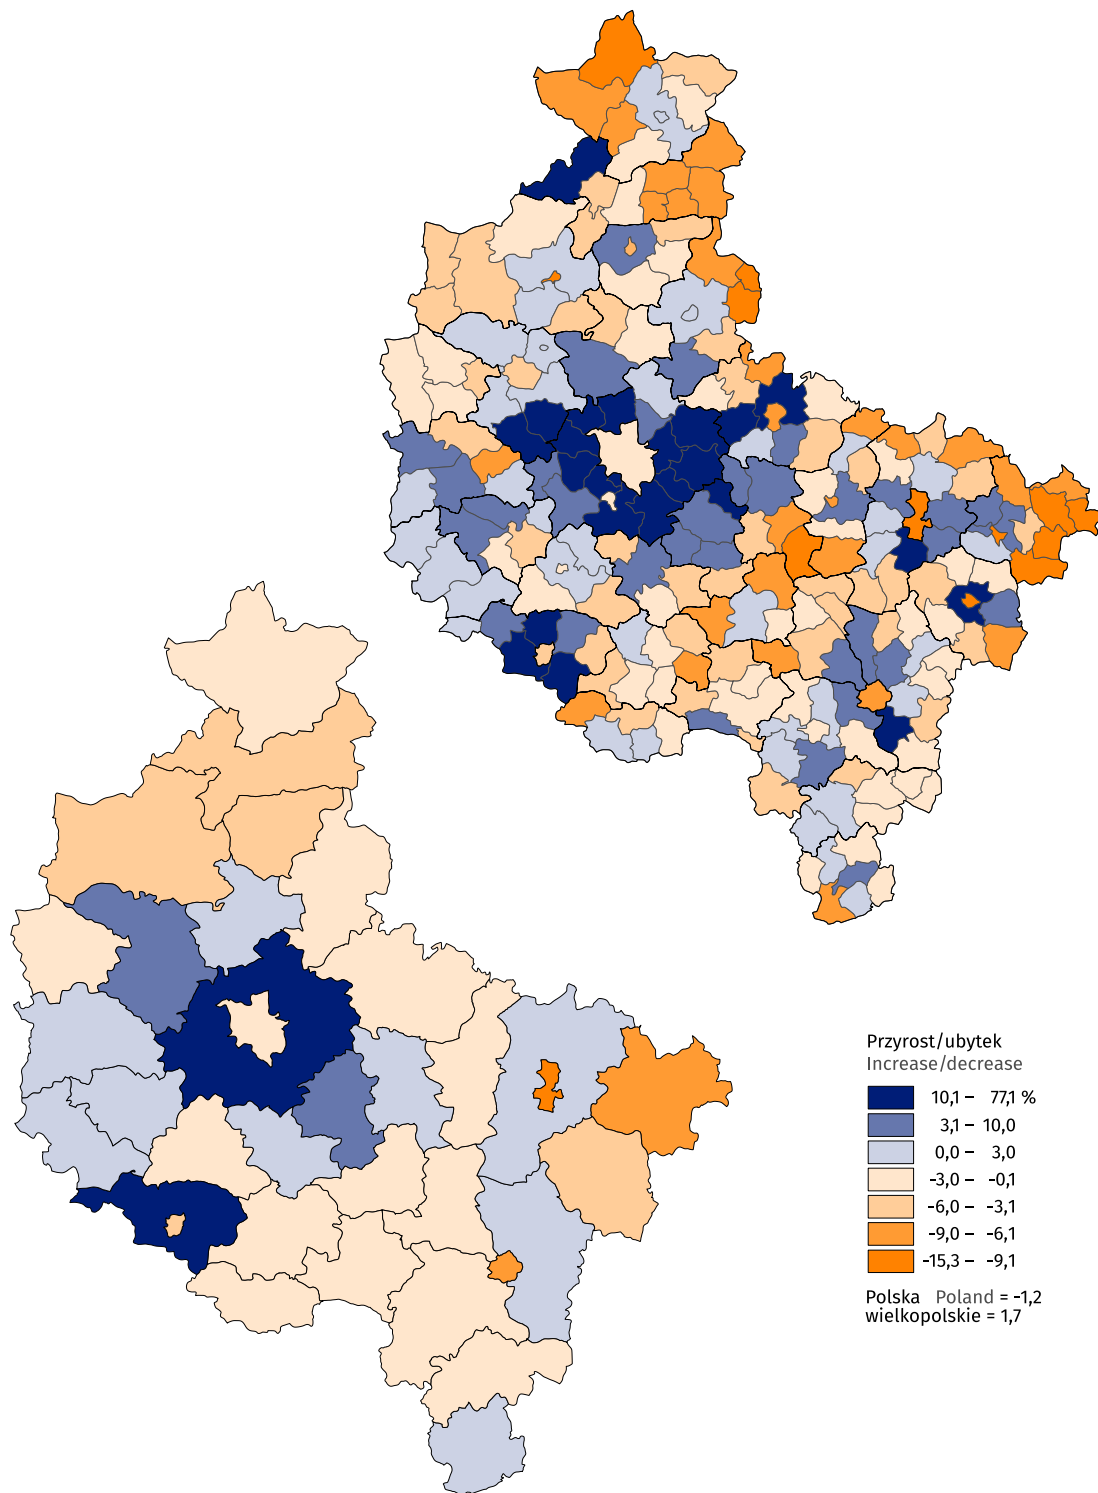 Przyrost/ubytek
Increase/decrease
10,1 – 77,1 %
3,1 – 10,0
0,0 – 3,0
-3,0 – -0,1
-6,0 – -3,1
-9,0 – -6,1
-15,3 – -9,1
Polska Poland = -1,2
wielkopolskie = 1,7